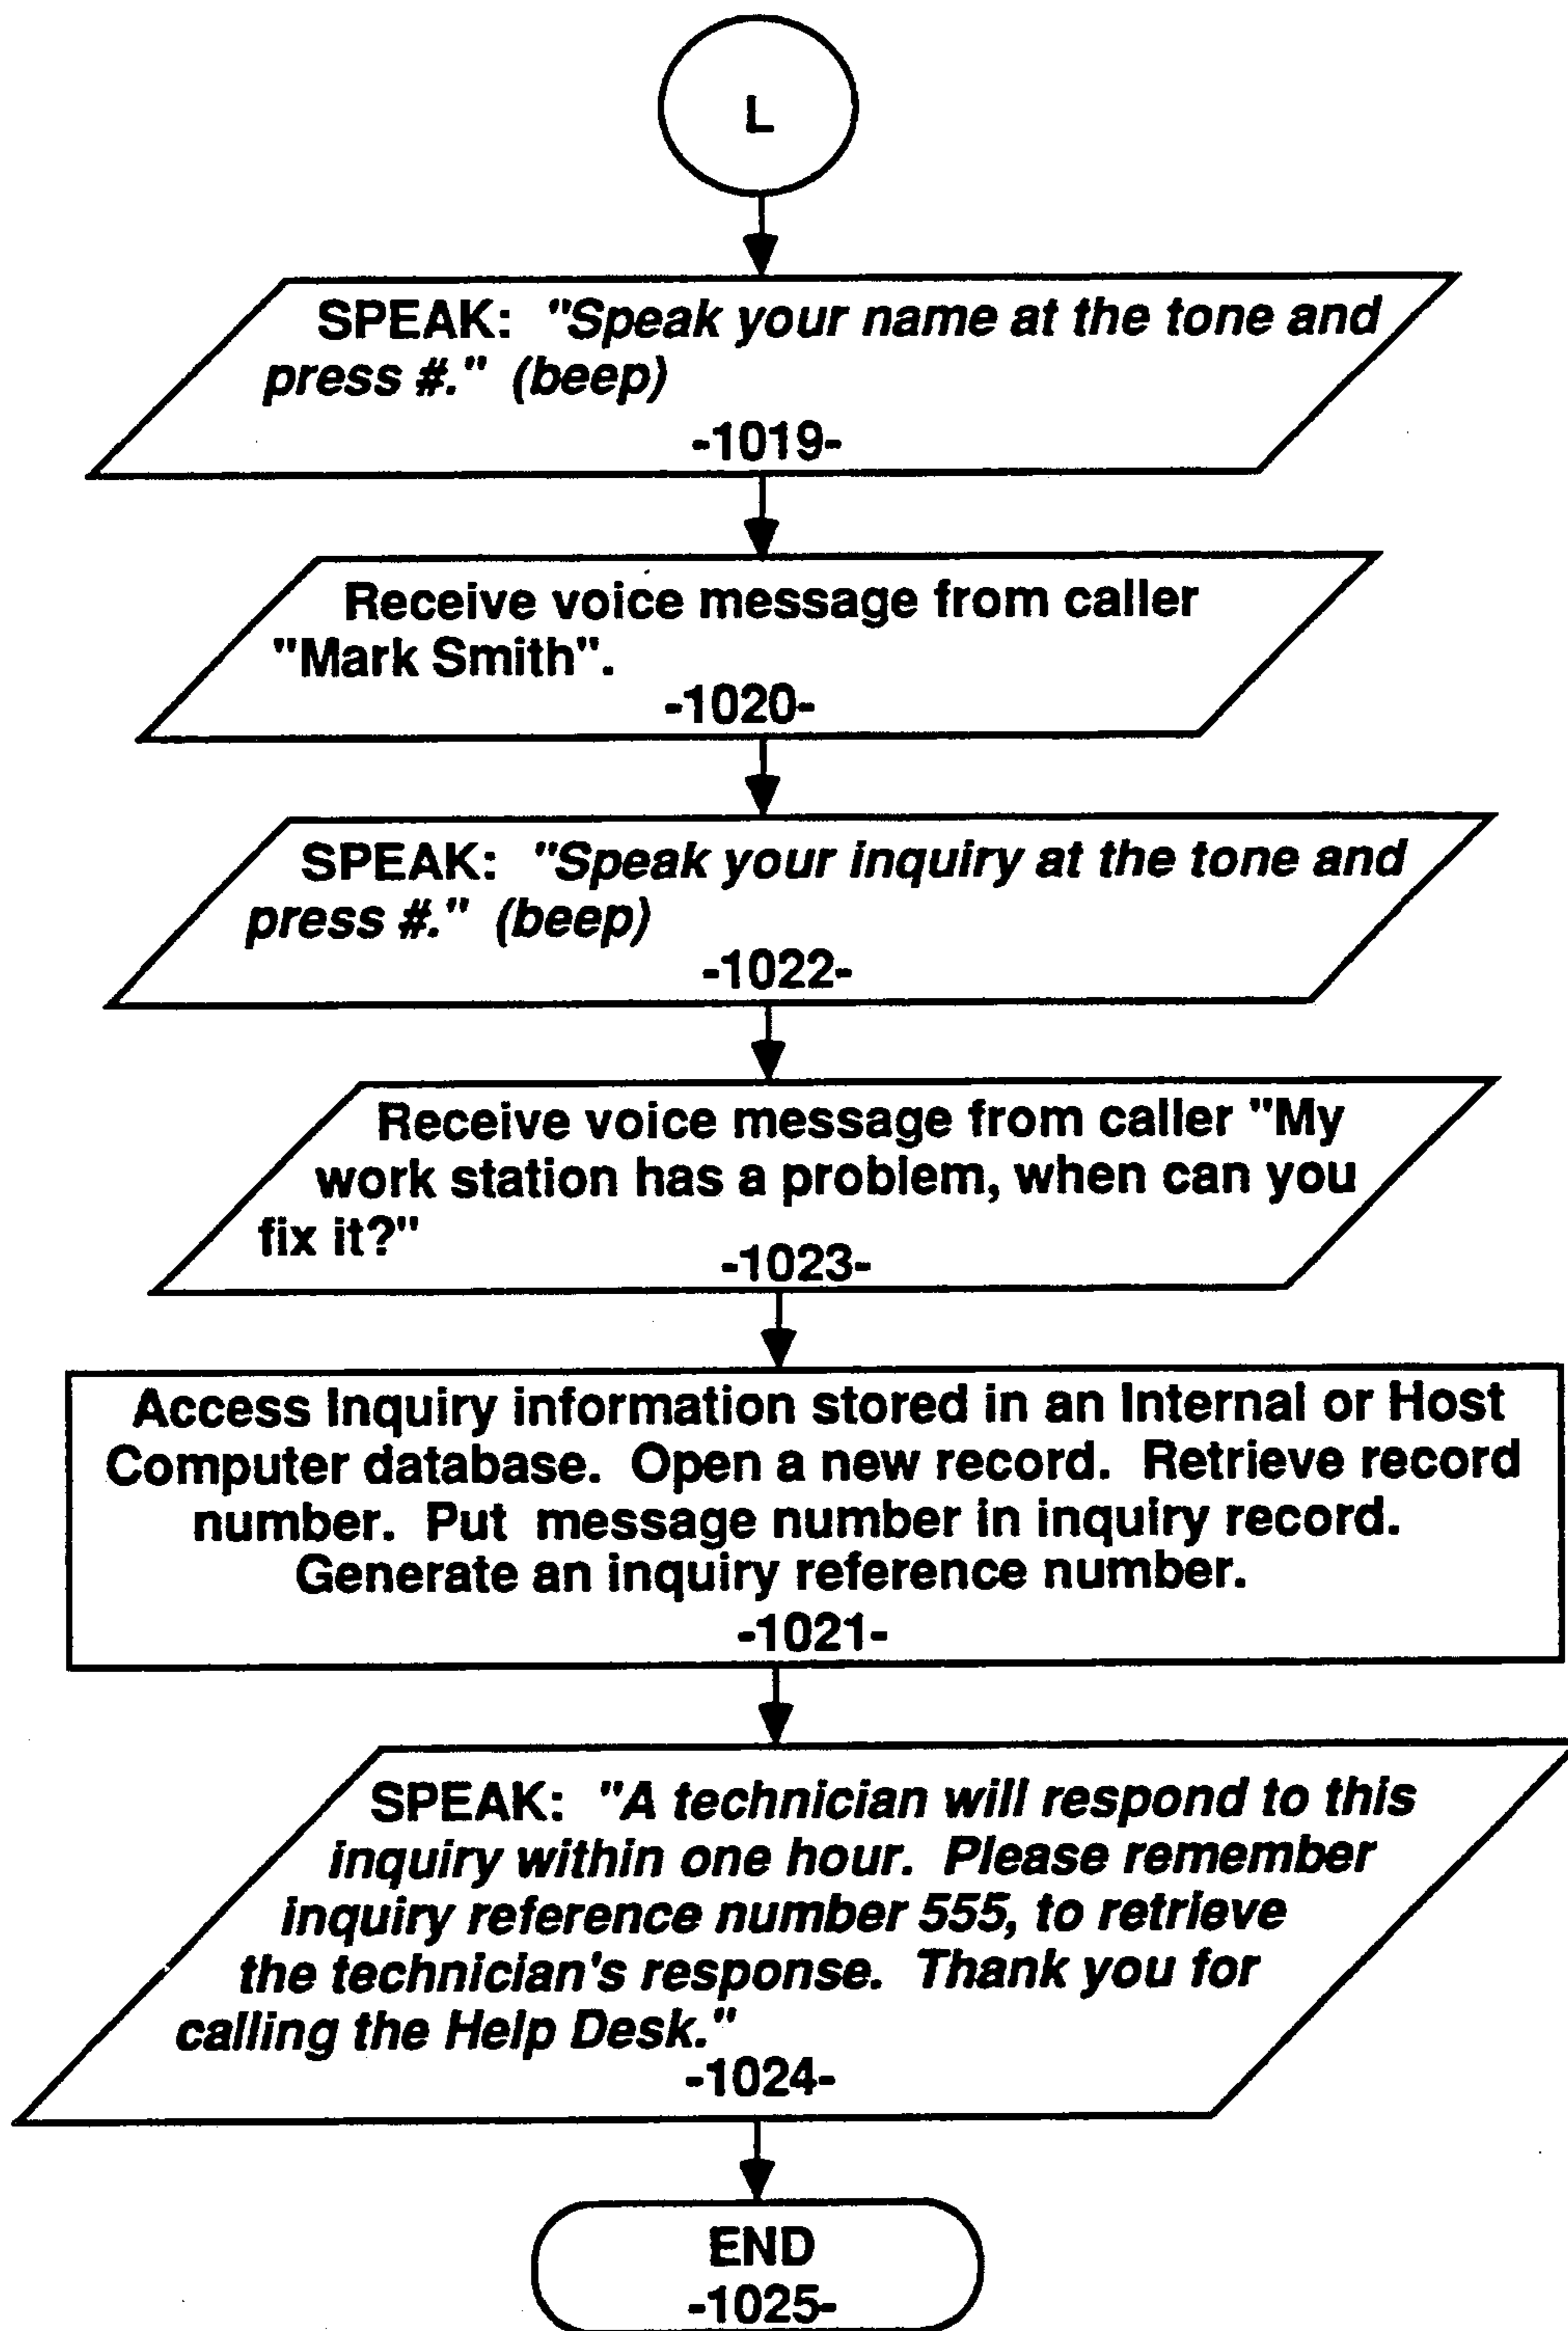 L
SPEAK: "Speak your name at the tone and
press #." (beep)
-1019-
Receive voice message from caller
"Mark Smith".
-1020-
SPEAK: "Speak your inquiry at the tone and
press #." (beep)
-1022-
Receive voice message from caller "My
work station has a problem, when can you
fix it?"
-1023-
Access Inquiry information stored in an Internal or Host
Computer database. Open a new record. Retrieve record
number. Put message number in inquiry record.
Generate an inquiry reference number.
-1021-
SPEAK: "A technician will respond to this
inquiry within one hour. Please remember
inquiry reference number 555, to retrieve
the technician's response. Thank you for
calling the Help Desk."
-1024-
END
-1025-